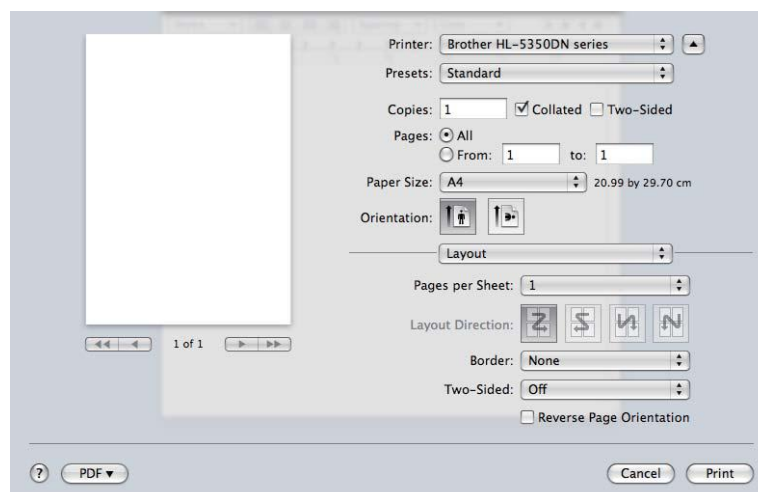 Printer: Brother HL-5350DN series
Presets: Standard
Copies: 1 Collated Two-Sided
Pages: All
From: 1 to: 1
Paper Size: A4 20.99 by 29.70 cm
Orientation:
Layout
Pages per Sheet: 1
Layout Direction:
1 of 1
Border: None
Two-Sided: Off
Reverse Page Orientation
? PDF Cancel Print